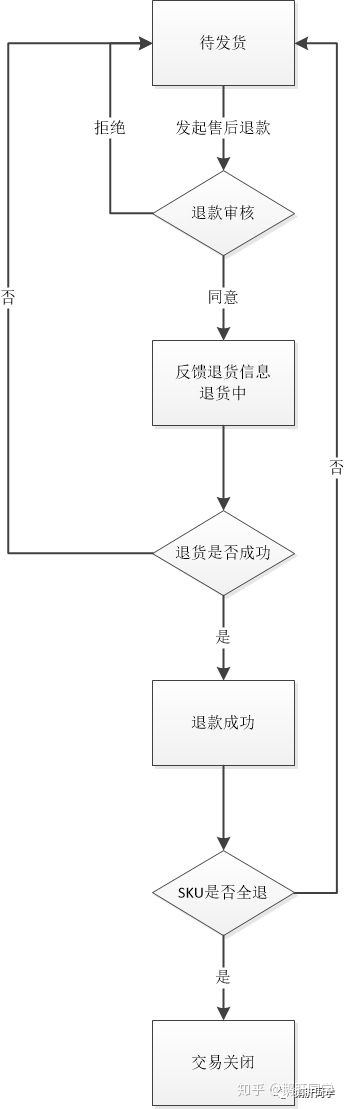 待发货
拒绝
发起售后退款
退款审核
同意
否
反馈退货信息
退货中
否
退货是否成功
是
退款成功
SKU是否全退
是
交易关闭
知乎